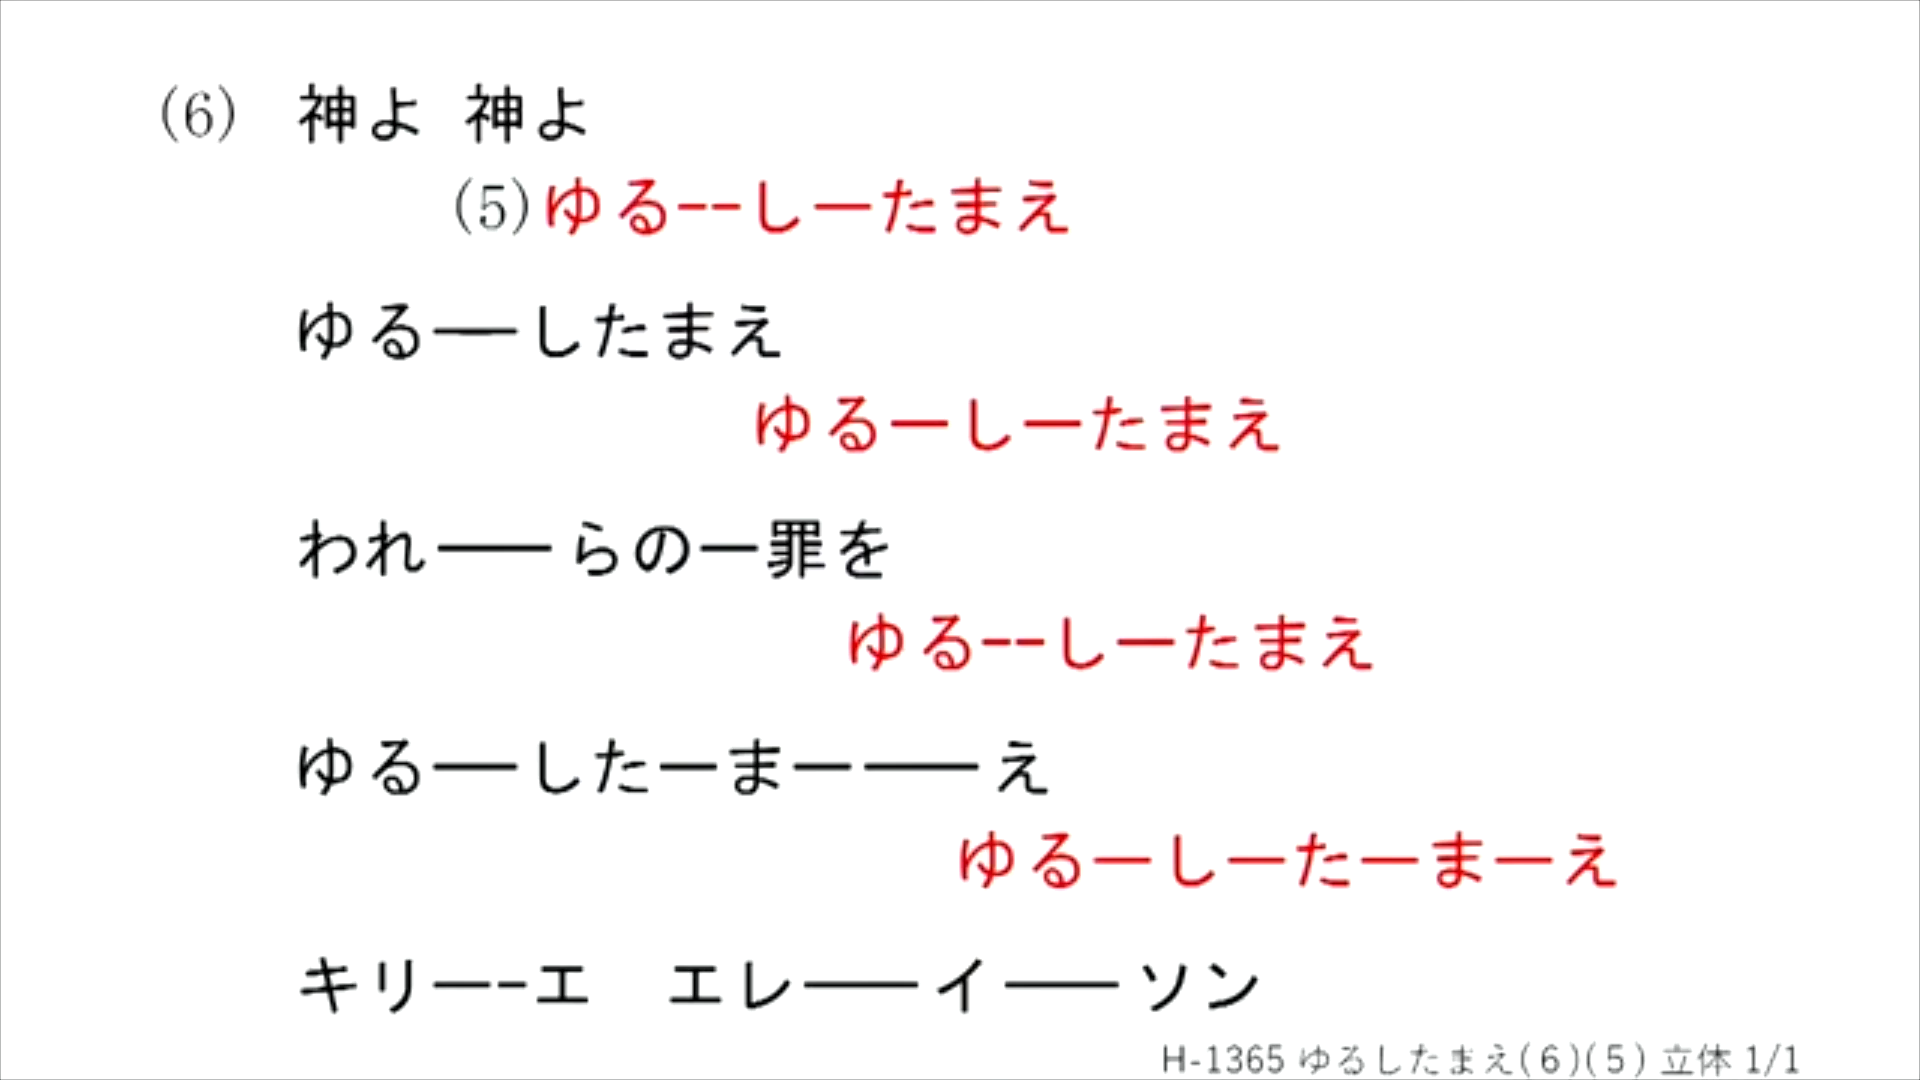 (6) 神よ 神よ
(5)ゆる--しーたまえ
ゆる──したまえ
ゆるーしーたまえ
われ──らのー罪を
ゆる--しーたまえ
ゆる──したーまー──え
ゆるーしーたーまーえ
キリ─-エ エレ──イ──ソン
H-1365 ゆるしたまえ(6)(5) 立体 1/1